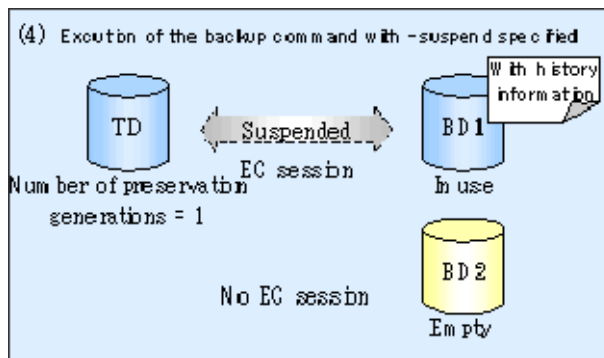 (4) Excution of the backup command with -suspend specified
With history
information
TD
Suspended
BD1
EC session
Number of preservation
generations = 1
In use
BD2
No EC session
Empty